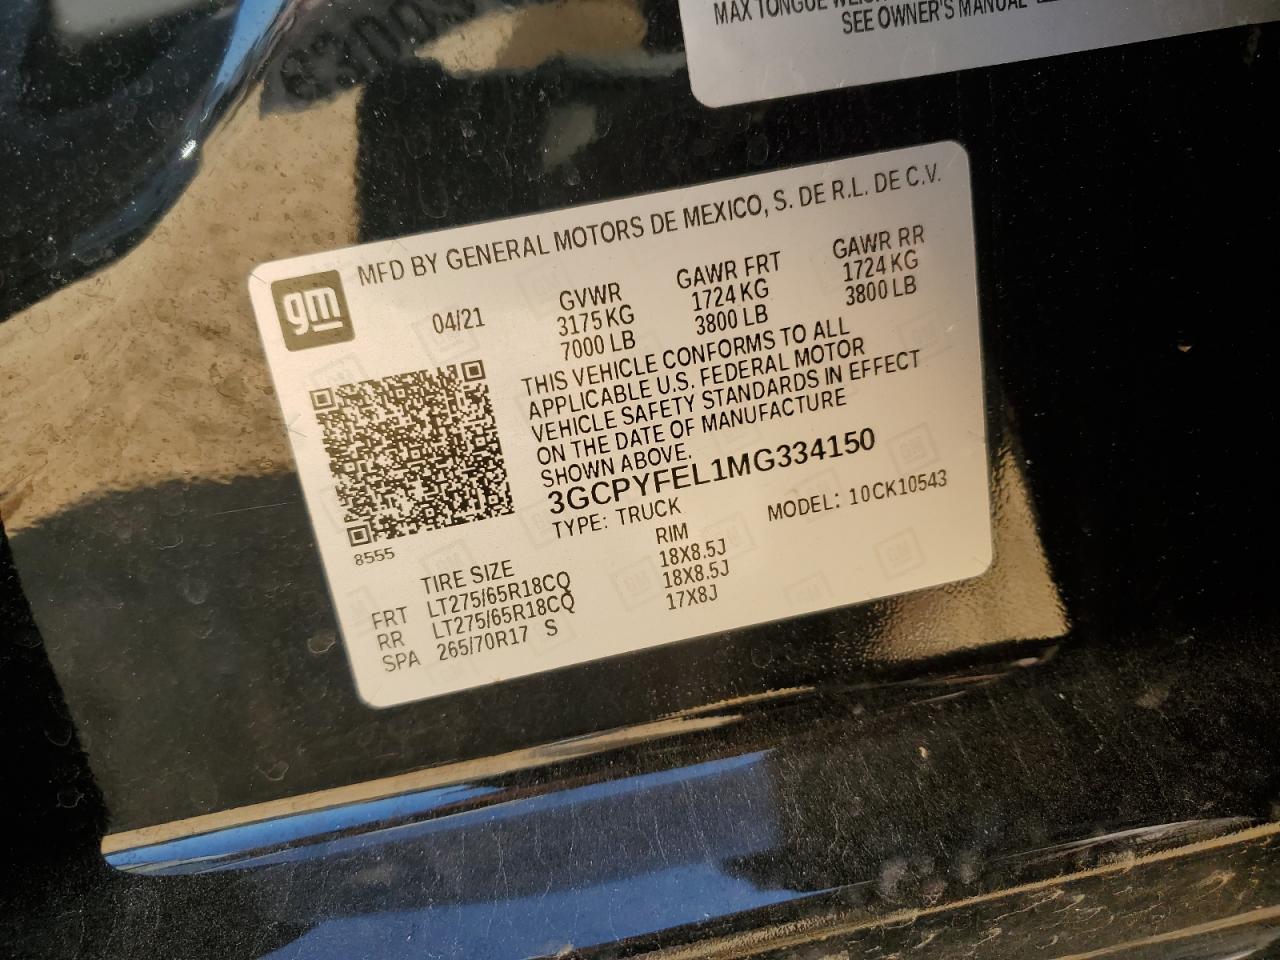 MAX TONGUE
SEE OWNER'S MANUAL
MFD BY GENERAL MOTORS DE MEXICO, S. DE R.L. DE C.V.
gm
04/21
GVWR GAWR FRT GAWR RR
3175 KG 1724 KG 1724 KG
7000 LB 3800 LB 3800 LB
THIS VEHICLE CONFORMS TO ALL
APPLICABLE U.S. FEDERAL MOTOR
VEHICLE SAFETY STANDARDS IN EFFECT
ON THE DATE OF MANUFACTURE
SHOWN ABOVE.
3GCPYFEL1MG334150
8555
TYPE: TRUCK MODEL: 10CK10543
TIRE SIZE RIM
FRT LT275/65R18CQ 18X8.5J
RR LT275/65R18CQ 18X8.5J
SPA 265/70R17 S 17X8J